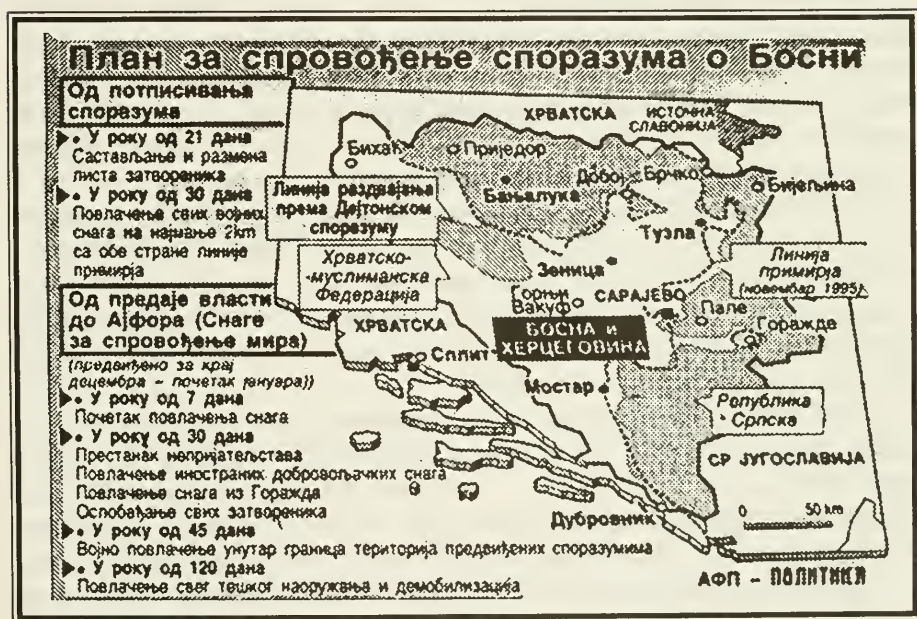 План за спровођење споразума о Босни
Од потписивања
споразума
• У року од 21 дана
Састављање и размена
листа затвореника
• У року од 30 дана
Повлачење свих војних
снага на најмање 2km
са обе стране линије
примирја
Од предаје власти
до Ајфора (Снаге
за спровођење мира)
(предвиђено за крај
децембра – почетак јануара))
• У року од 7 дана
Почетак повлачења снага
• У року од 30 дана
Престанак непријатељстава
Повлачење иностраних добровољачких снага
Повлачење снага из Горажда
Ослобађање свих затвореника
• У року од 45 дана
Војно повлачење унутар граница територија предвиђених споразумима
• У року од 120 дана
Повлачење свег тешког наоружања и демобилизација
ХРВАТСКА
ИСТОЧНА
СЛАВОНИЈА
Бихаћ
Приједор
Бањалука
Добој
Брчко
Бијељина
Линија раздвајања
према Дејтонском
споразуму
Тузла
Хрватско-
муслиманска
Федерација
Зеница
Линија
примирја
(новембар 1995)
Горњи
Вакуф
САРАЈЕВО
Пале
Горажде
ХРВАТСКА
БОСНА и
ХЕРЦЕГОВИНА
Сплит
Мостар
Република
Српска
СР ЈУГОСЛАВИЈА
Дубровник
0 50 km
АФП – ПОЛИТИКА